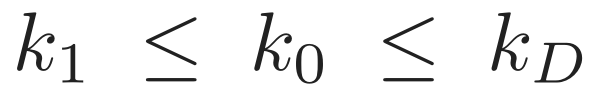 k₁ ≤ k₀ ≤ k_D